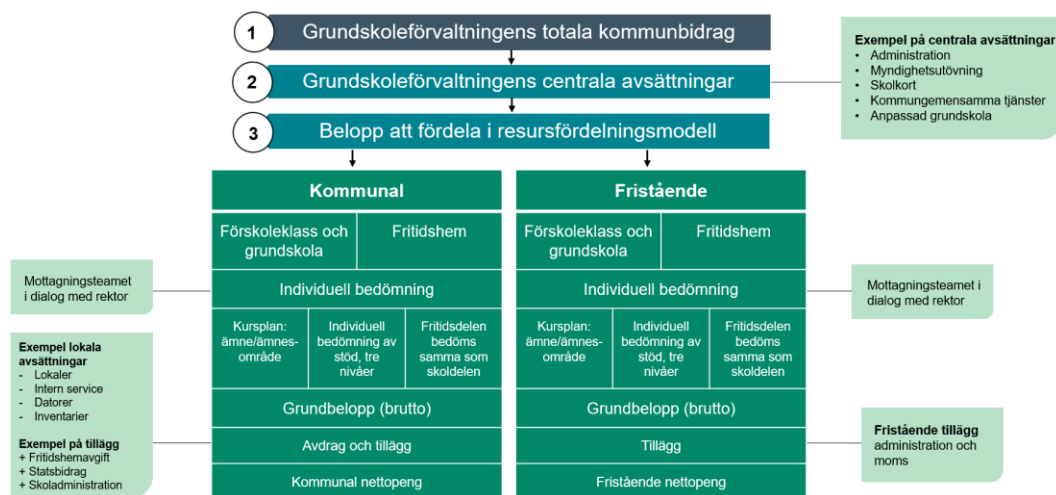 1
Grundskoleförvaltningens totala kommunbidrag
2
Grundskoleförvaltningens centrala avsättningar
3
Belopp att fördela i resursfördelningsmodell
Exempel på centrala avsättningar
• Administration
• Myndighetsutövning
• Skolkort
• Kommungemensamma tjänster
• Anpassad grundskola
Kommunal
Förskoleklass och
grundskola
Fritidshem
Individuell bedömning
Kursplan:
ämne/ämnes-
område
Individuell
bedömning av
stöd, tre
nivåer
Fritidsdelen
bedöms
samma som
skoldelen
Grundbelopp (brutto)
Avdrag och tillägg
Kommunal nettopeng
Fristående
Förskoleklass och
grundskola
Fritidshem
Individuell bedömning
Kursplan:
ämne/ämnes-
område
Individuell
bedömning av
stöd, tre
nivåer
Fritidsdelen
bedöms
samma som
skoldelen
Grundbelopp (brutto)
Tillägg
Fristående nettopeng
Mottagningsteamet
i dialog med rektor
Exempel lokala
avsättningar
- Lokaler
- Intern service
- Datorer
- Inventarier
Exempel på tillägg
+ Fritidshemavgift
+ Statsbidrag
+ Skoladministration
Mottagningsteamet i
dialog med rektor
Fristående tillägg
administration och
moms